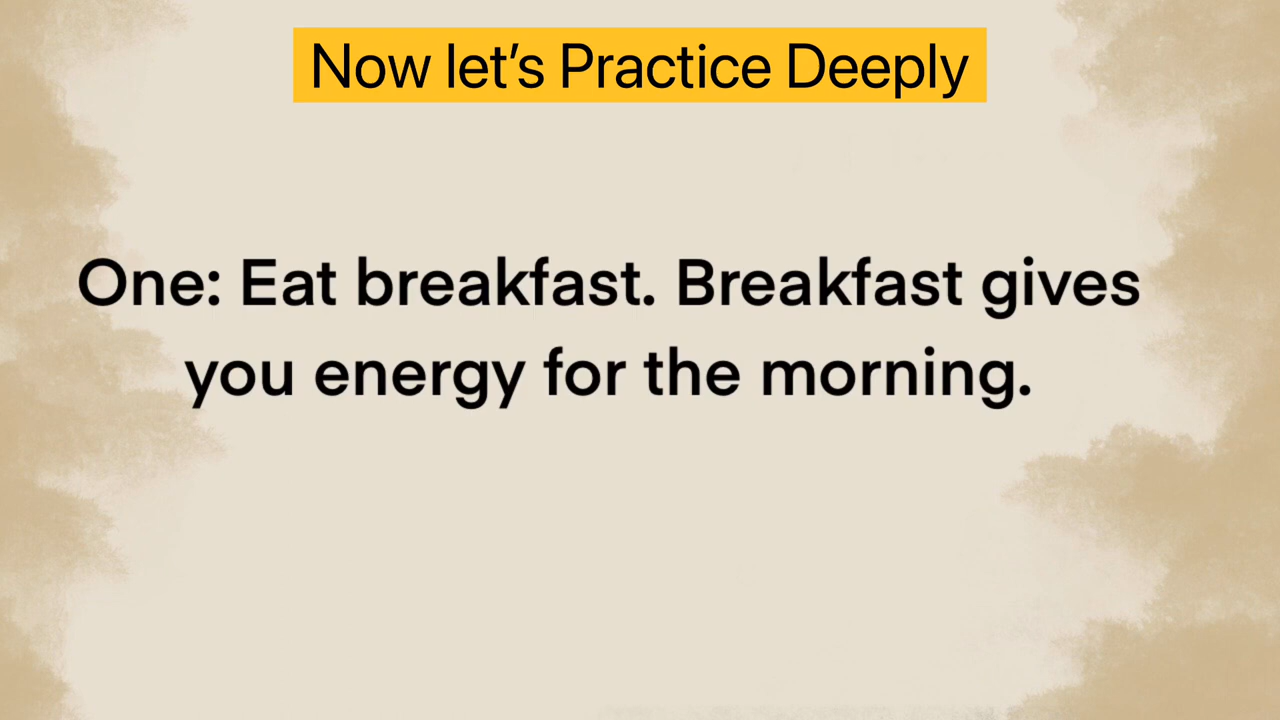 Now let’s Practice Deeply
One: Eat breakfast. Breakfast gives
you energy for the morning.